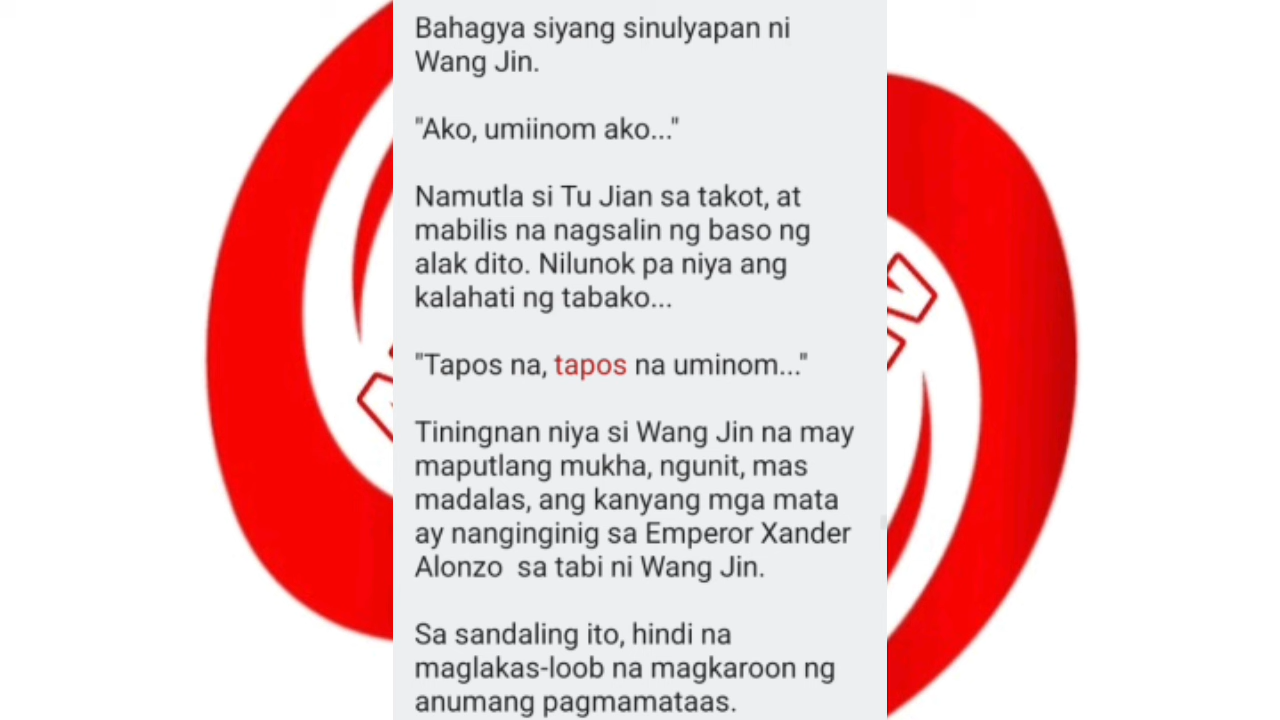 Bahagya siyang sinulyapan ni
Wang Jin.
"Ako, umiinom ako..."
Namutla si Tu Jian sa takot, at
mabilis na nagsalin ng baso ng
alak dito. Nilunok pa niya ang
kalahati ng tabako...
"Tapos na, tapos na uminom..."
Tiningnan niya si Wang Jin na may
maputlang mukha, ngunit, mas
madalas, ang kanyang mga mata
ay nanginginig sa Emperor Xander
Alonzo  sa tabi ni Wang Jin.
Sa sandaling ito, hindi na
maglakas-loob na magkaroon ng
anumang pagmamataas.